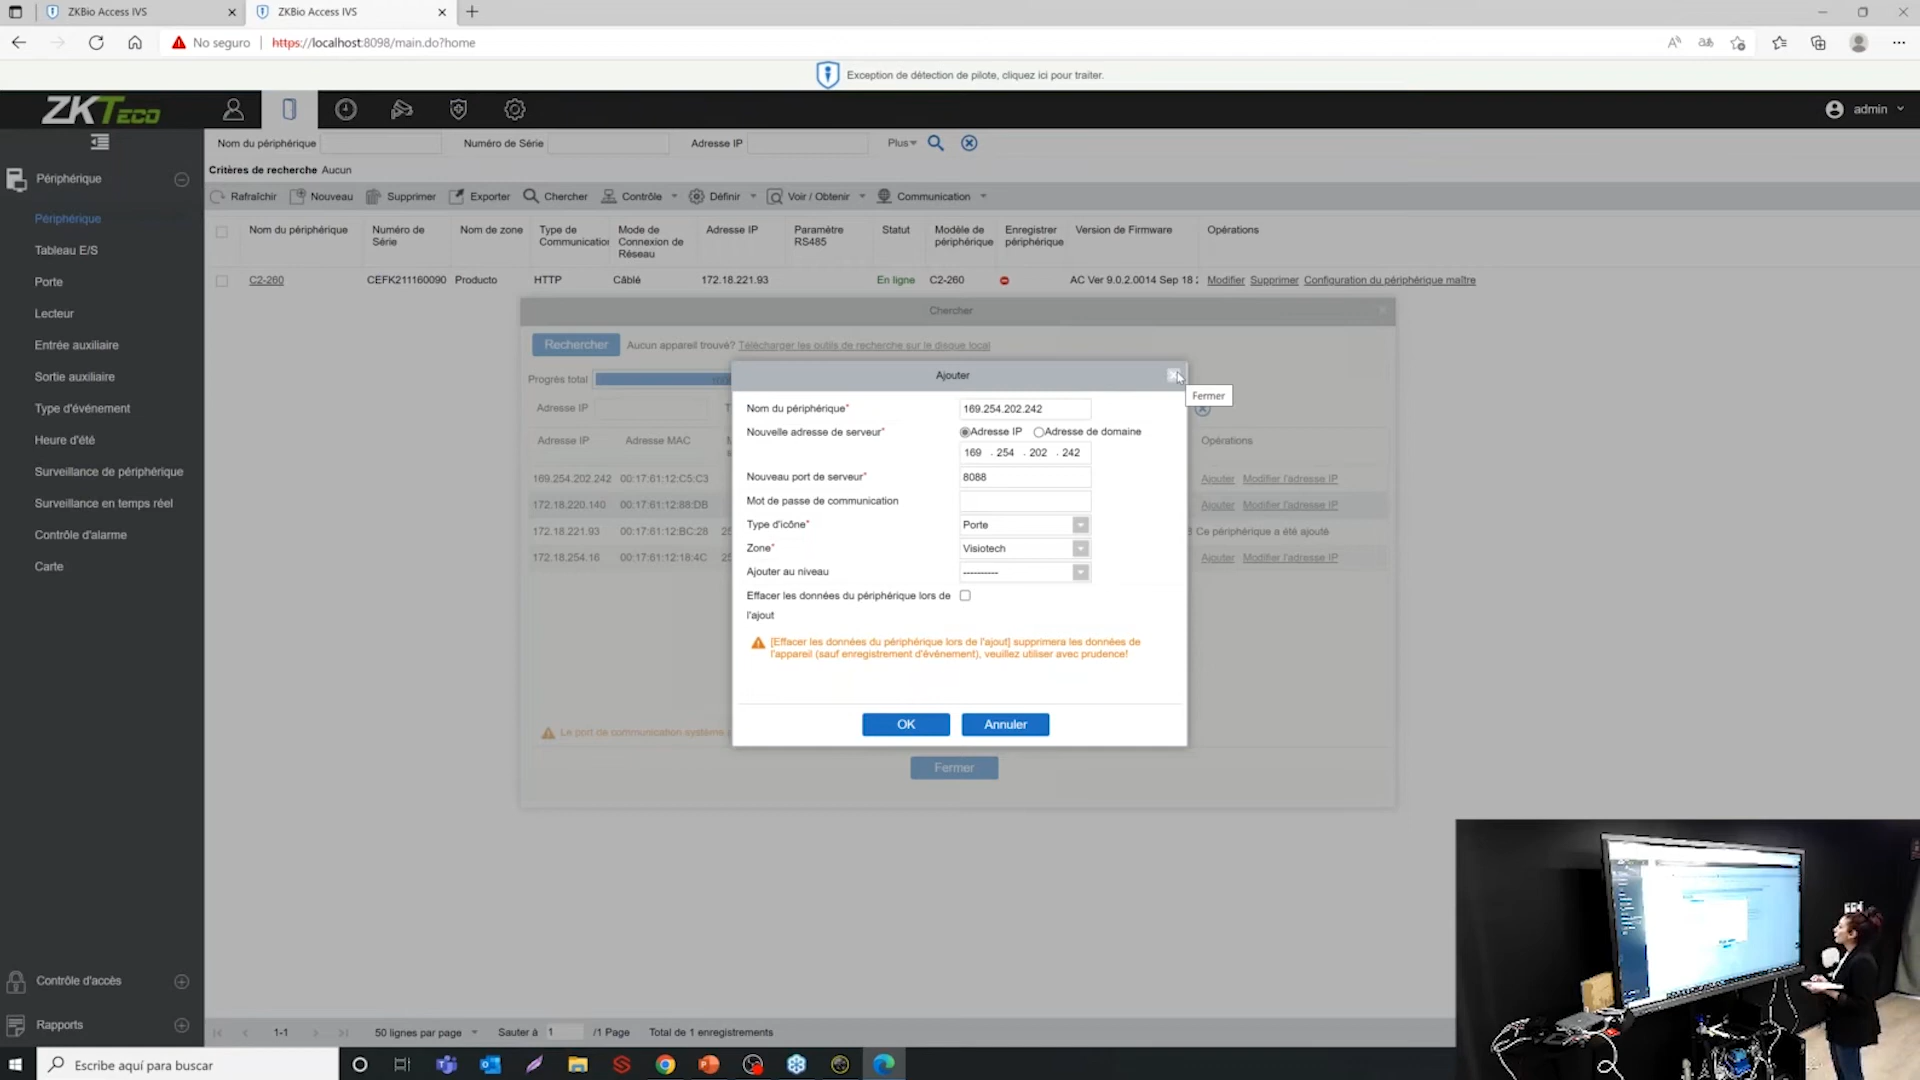 ZKBio Access IVS
ZKBio Access IVS
No seguro
https://localhost:8098/main.do?home
Exception de détection de pilote, cliquez ici pour traiter.
ZKTeco
admin
Nom du périphérique
Numéro de Série
Adresse IP
Plus
Critères de recherche Aucun
Rafraîchir Nouveau Supprimer Exporter Chercher Contrôle Définir Voir / Obtenir Communication
Périphérique
Périphérique
Tableau E/S
Porte
Lecteur
Entrée auxiliaire
Sortie auxiliaire
Type d'événement
Heure d'été
Surveillance de périphérique
Surveillance en temps réel
Contrôle d'alarme
Carte
Contrôle d'accès
Rapports
Nom du périphérique
Numéro de Série
Nom de zone
Type de Communication
Mode de Connexion de Réseau
Adresse IP
Paramètre RS485
Statut
Modèle de périphérique
Enregistrer périphérique
Version de Firmware
Opérations
C2-260 CEFK211160090 Producto HTTP Câblé 172.18.221.93 En ligne C2-260 AC Ver 9.0.2.0014 Sep 18 Modifier Supprimer Configuration du périphérique maître
Chercher
Rechercher Aucun appareil trouvé? Télécharger les outils de recherche sur le disque local
Progrès total
Adresse IP
Adresse IP Adresse MAC Opérations
169.254.202.242 00:17:61:12:C5:C3 Ajouter Modifier l'adresse IP
172.18.220.140 00:17:61:12:88:DB Ajouter Modifier l'adresse IP
172.18.221.93 00:17:61:12:BC:28 Ce périphérique a été ajouté
172.18.254.16 00:17:61:12:18:4C Ajouter Modifier l'adresse IP
Le port de communication système
Fermer
Ajouter
Fermer
Nom du périphérique* 169.254.202.242
Nouvelle adresse de serveur* Adresse IP Adresse de domaine
169 . 254 . 202 . 242
Nouveau port de serveur* 8088
Mot de passe de communication
Type d'icône* Porte
Zone* Visiotech
Ajouter au niveau ----------
Effacer les données du périphérique lors de
l'ajout
[Effacer les données du périphérique lors de l'ajout] supprimera les données de
l'appareil (sauf enregistrement d'événement), veuillez utiliser avec prudence!
OK Annuler
1-1 50 lignes par page Sauter à 1 /1 Page Total de 1 enregistrements
Escribe aquí para buscar